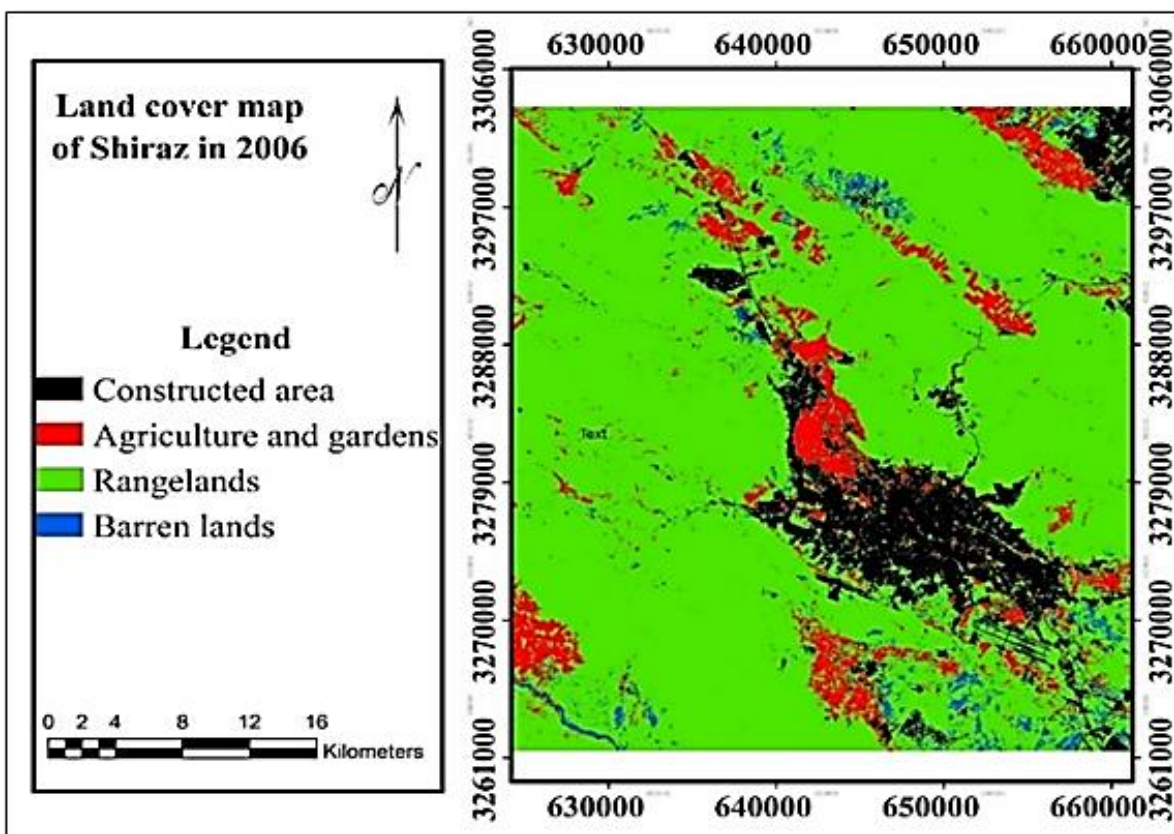 Land cover map
of Shiraz in 2006
N
Legend
Constructed area
Agriculture and gardens
Rangelands
Barren lands
0 2 4 8 12 16
Kilometers
630000 640000 650000 660000
3306000
3297000
3288000
3279000
3270000
3261000
3306000
3297000
3288000
3279000
3270000
3261000
Text
630000 640000 650000 660000